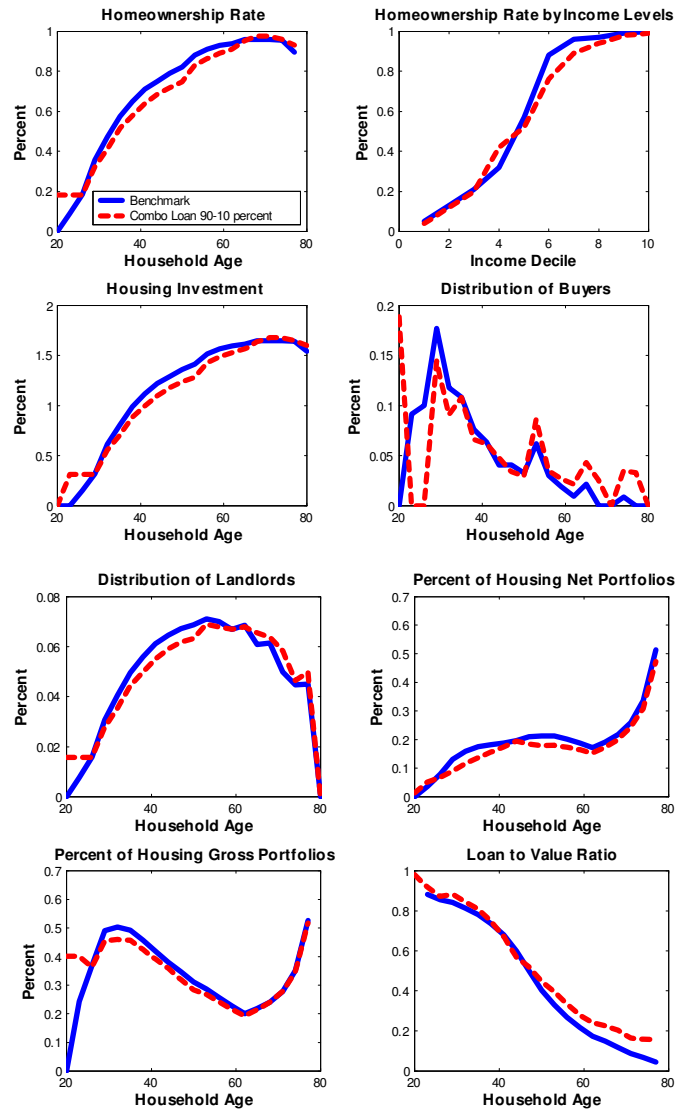 Homeownership Rate
1
0.8
0.6
0.4
0.2
0
Percent
Benchmark
Combo Loan 90-10 percent
20 40 60 80
Household Age
Homeownership Rate by Income Levels
1
0.8
0.6
0.4
0.2
0
Percent
0 2 4 6 8 10
Income Decile
Housing Investment
2
1.5
1
0.5
0
Percent
20 40 60 80
Household Age
Distribution of Buyers
0.2
0.15
0.1
0.05
0
Percent
20 40 60 80
Household Age
Distribution of Landlords
0.08
0.06
0.04
0.02
0
Percent
20 40 60 80
Household Age
Percent of Housing Net Portfolios
0.7
0.6
0.5
0.4
0.3
0.2
0.1
0
Percent
20 40 60 80
Household Age
Percent of Housing Gross Portfolios
0.7
0.6
0.5
0.4
0.3
0.2
0.1
0
Percent
20 40 60 80
Household Age
Loan to Value Ratio
1
0.8
0.6
0.4
0.2
0
Percent
20 40 60 80
Household Age